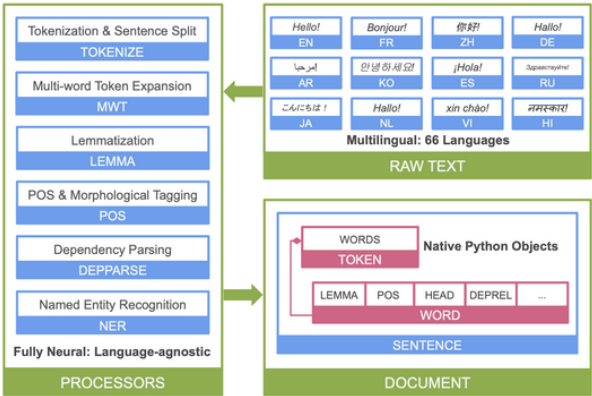 Tokenization & Sentence Split
TOKENIZE
Multi-word Token Expansion
MWT
Lemmatization
LEMMA
POS & Morphological Tagging
POS
Dependency Parsing
DEPPARSE
Named Entity Recognition
NER
Fully Neural: Language-agnostic
PROCESSORS
Hello!
EN
Bonjour!
FR
你好!
ZH
Hallo!
DE
مرحبا!
AR
안녕하세요!
KO
¡Hola!
ES
Здравствуйте!
RU
こんにちは！
JA
Hallo!
NL
xin chào!
VI
नमस्कार!
HI
Multilingual: 66 Languages
RAW TEXT
WORDS
TOKEN
Native Python Objects
LEMMA POS HEAD DEPREL ...
WORD
SENTENCE
DOCUMENT